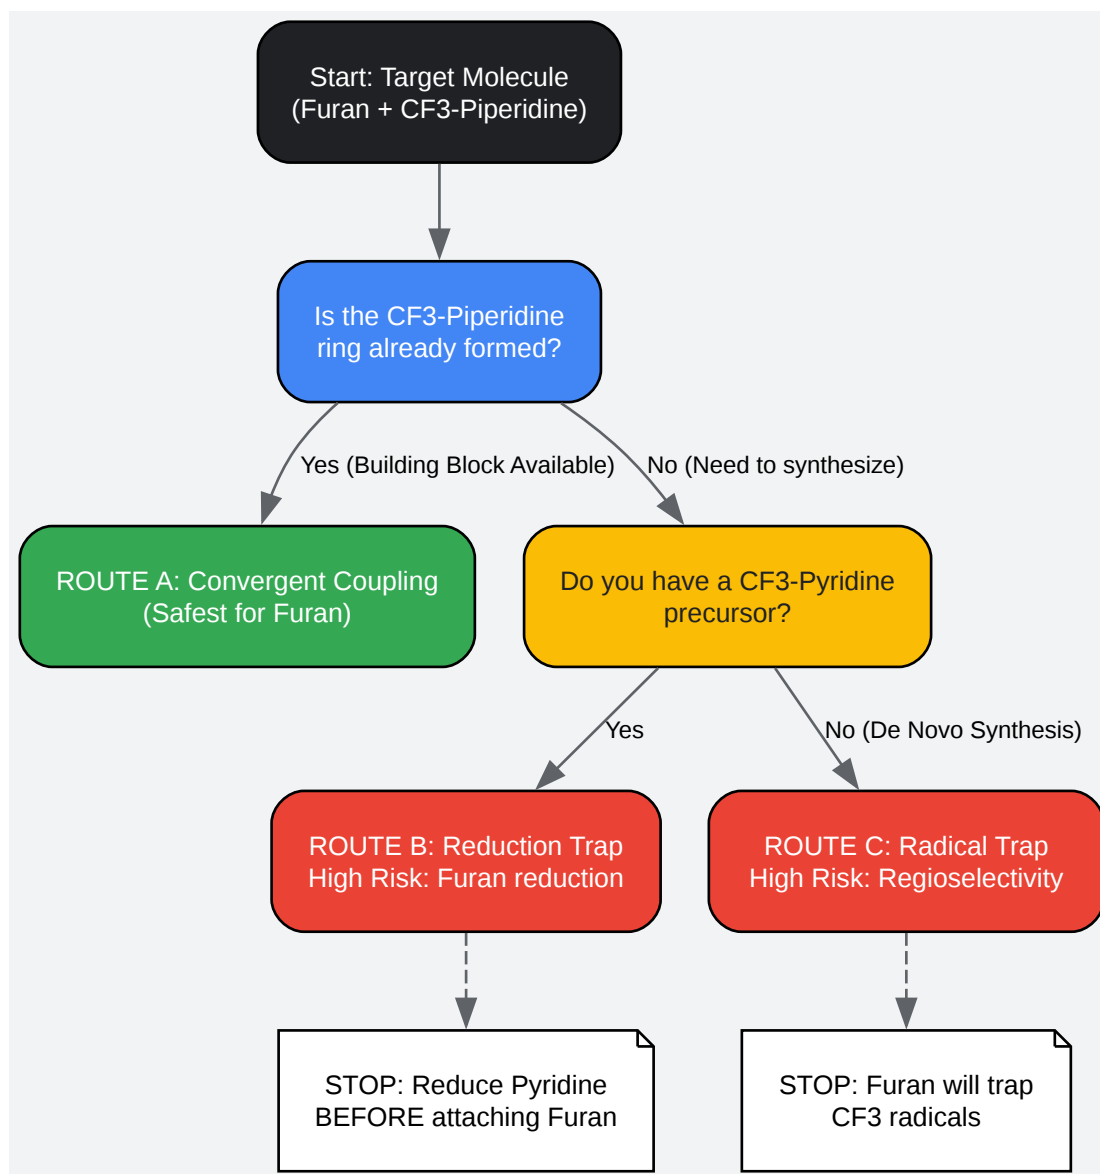 Start: Target Molecule
(Furan + CF3-Piperidine)
Is the CF3-Piperidine
ring already formed?
Yes (Building Block Available)
No (Need to synthesize)
ROUTE A: Convergent Coupling
(Safest for Furan)
Do you have a CF3-Pyridine
precursor?
Yes
No (De Novo Synthesis)
ROUTE B: Reduction Trap
High Risk: Furan reduction
ROUTE C: Radical Trap
High Risk: Regioselectivity
STOP: Reduce Pyridine
BEFORE attaching Furan
STOP: Furan will trap
CF3 radicals